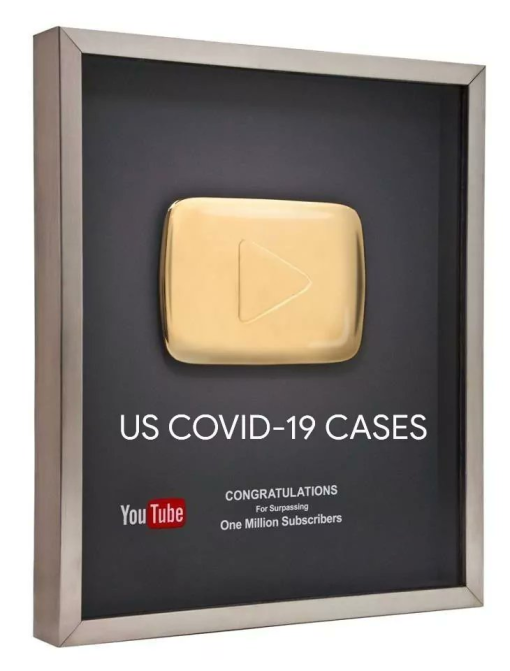 US COVID-19 CASES
YouTube
CONGRATULATIONS
For Surpassing
One Million Subscribers